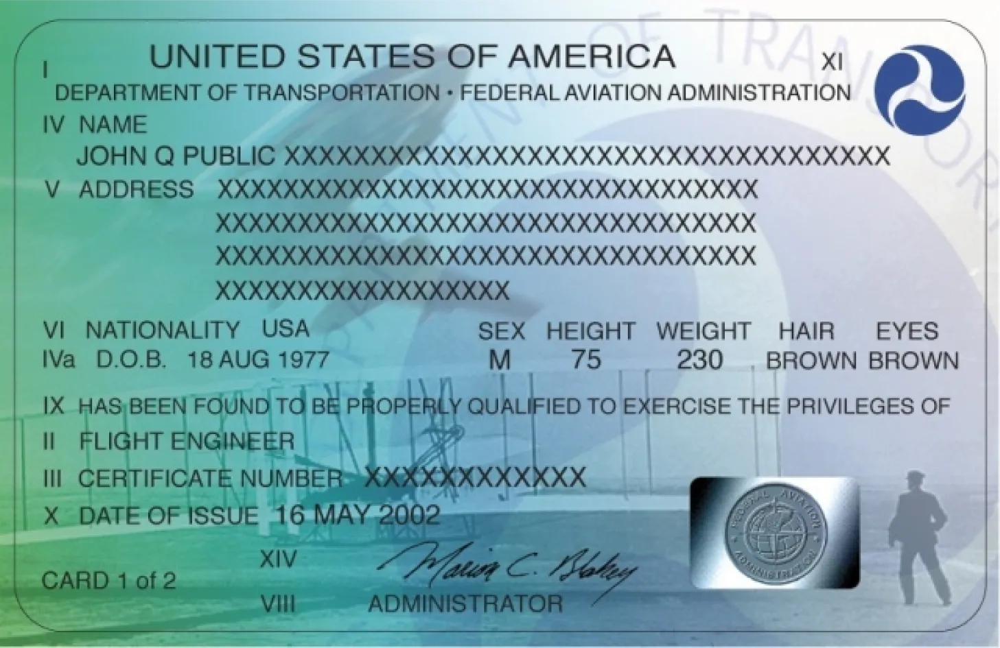 UNITED STATES OF AMERICA
I XI
DEPARTMENT OF TRANSPORTATION • FEDERAL AVIATION ADMINISTRATION
IV NAME
JOHN Q PUBLIC XXXXXXXXXXXXXXXXXXXXXXXXXXXXXXXXXXX
V ADDRESS XXXXXXXXXXXXXXXXXXXXXXXXXXXXXXXXX
XXXXXXXXXXXXXXXXXXXXXXXXXXXXXXXXX
XXXXXXXXXXXXXXXXXXXXXXXXXXXXXXXXX
XXXXXXXXXXXXXXXXXX
VI NATIONALITY USA SEX HEIGHT WEIGHT HAIR EYES
IVa D.O.B. 18 AUG 1977 M 75 230 BROWN BROWN
IX HAS BEEN FOUND TO BE PROPERLY QUALIFIED TO EXERCISE THE PRIVILEGES OF
II FLIGHT ENGINEER
III CERTIFICATE NUMBER XXXXXXXXXXXX
X DATE OF ISSUE 16 MAY 2002
FEDERAL AVIATION ADMINISTRATION
XIV Marion C. Blakey
CARD 1 of 2
VIII ADMINISTRATOR